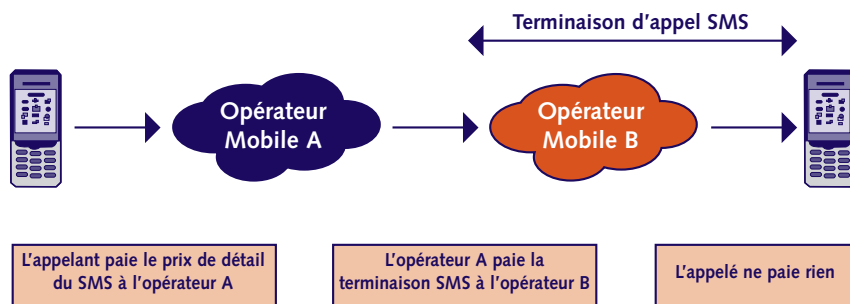 Terminaison d'appel SMS
Opérateur
Mobile A
Opérateur
Mobile B
L'appelant paie le prix de détail
du SMS à l'opérateur A
L'opérateur A paie la
terminaison SMS à l'opérateur B
L'appelé ne paie rien